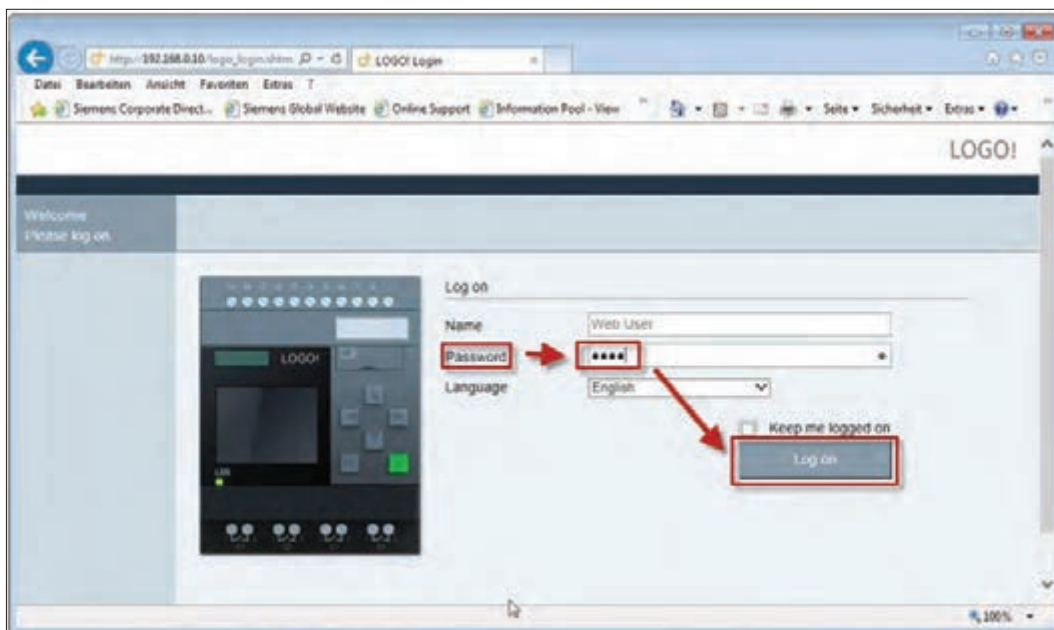 http://192.168.0.10/logo_login.shtm
LOGO! Login
Datei Bearbeiten Ansicht Favoriten Extras ?
Siemens Corporate Direct... Siemens Global Website Online Support Information Pool - View
Seite Sicherheit Extras
LOGO!
Welcome
Please log on
Log on
Name Web User
Password ••••
Language English
Keep me logged on
Log on
LOGO!
LAN
100%